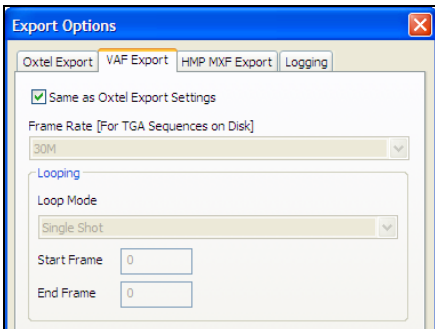 Export Options
Oxtel Export VAF Export HMP MXF Export Logging
Same as Oxtel Export Settings
Frame Rate [For TGA Sequences on Disk]
30M
Looping
Loop Mode
Single Shot
Start Frame 0
End Frame 0